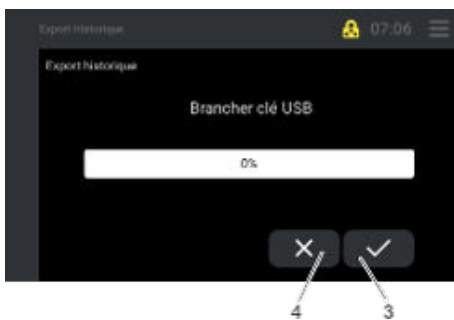 Export historique
07:06
Export historique
Brancher clé USB
0%
4
3